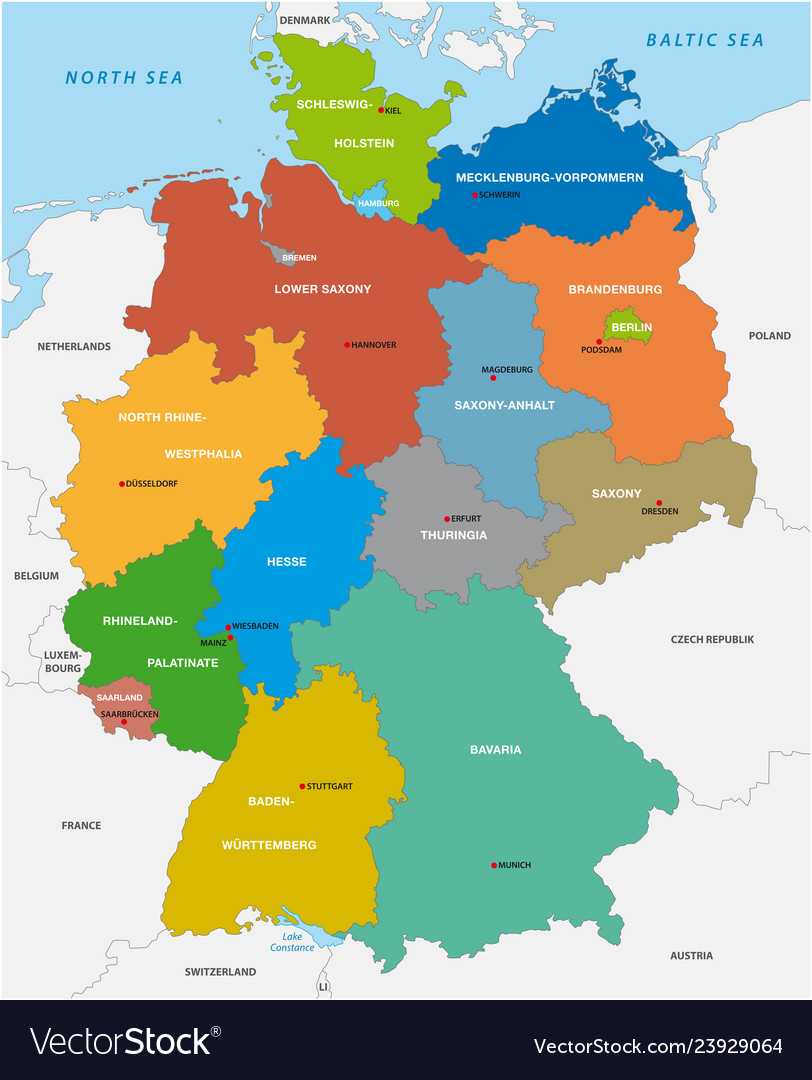 DENMARK
BALTIC SEA
NORTH SEA
SCHLESWIG-
KIEL
HOLSTEIN
MECKLENBURG-VORPOMMERN
SCHWERIN
HAMBURG
BREMEN
LOWER SAXONY
BRANDENBURG
BERLIN
POLAND
NETHERLANDS
HANNOVER
PODSDAM
MAGDEBURG
SAXONY-ANHALT
NORTH RHINE-
WESTPHALIA
DÜSSELDORF
SAXONY
DRESDEN
ERFURT
THURINGIA
HESSE
BELGIUM
RHINELAND-
WIESBADEN
MAINZ
CZECH REPUBLIK
LUXEM-
BOURG
PALATINATE
SAARLAND
SAARBRÜCKEN
BAVARIA
STUTTGART
BADEN-
FRANCE
WÜRTTEMBERG
MUNICH
Lake
Constance
AUSTRIA
SWITZERLAND
LI
VectorStock®
VectorStock.com/23929064